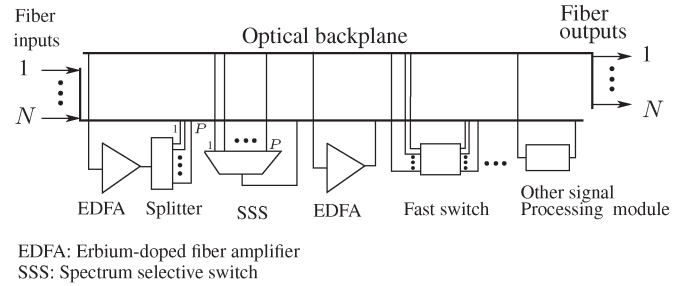 Fiber
inputs
Optical backplane
Fiber
outputs
1
N
1
N
1
P
1
P
EDFA
Splitter
SSS
EDFA
Fast switch
Other signal
Processing module
EDFA: Erbium-doped fiber amplifier
SSS: Spectrum selective switch